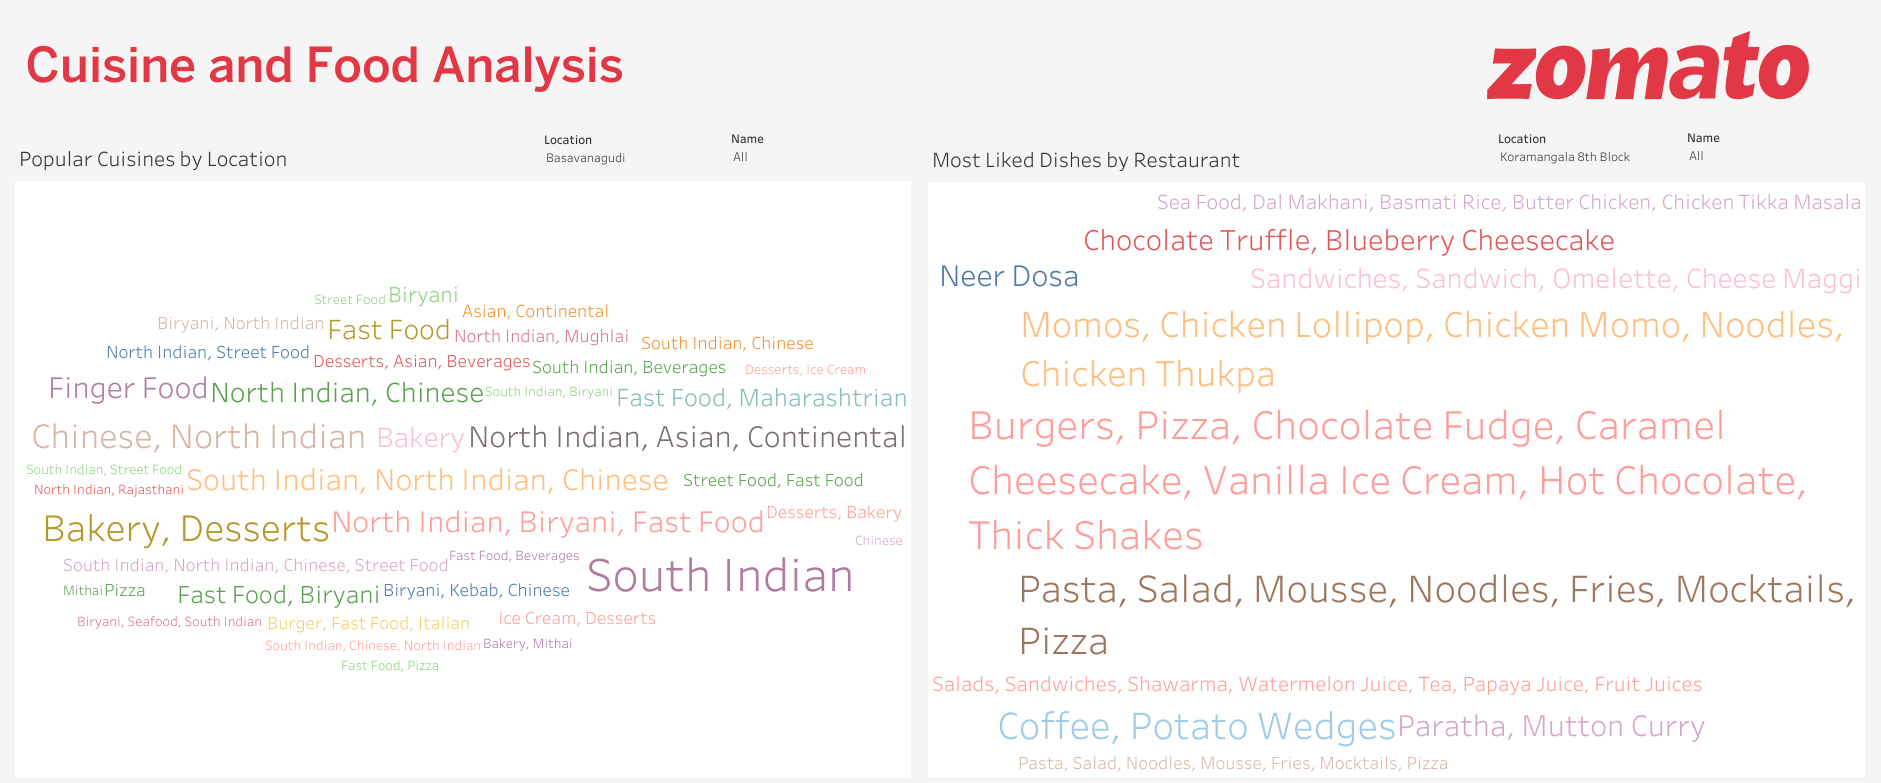 Cuisine and Food Analysis
zomato
Popular Cuisines by Location
Location
Basavanagudi
Name
All
Street Food
Biryani
Asian, Continental
Biryani, North Indian
Fast Food
North Indian, Mughlai
South Indian, Chinese
North Indian, Street Food
Desserts, Asian, Beverages
South Indian, Beverages
Desserts, Ice Cream
Finger Food
North Indian, Chinese
South Indian, Biryani
Fast Food, Maharashtrian
Chinese, North Indian
Bakery
North Indian, Asian, Continental
South Indian, Street Food
North Indian, Rajasthani
South Indian, North Indian, Chinese
Street Food, Fast Food
Bakery, Desserts
North Indian, Biryani, Fast Food
Desserts, Bakery
Chinese
South Indian, North Indian, Chinese, Street Food
Fast Food, Beverages
South Indian
Mithai
Pizza
Fast Food, Biryani
Biryani, Kebab, Chinese
Biryani, Seafood, South Indian
Burger, Fast Food, Italian
Ice Cream, Desserts
South Indian, Chinese, North Indian
Bakery, Mithai
Fast Food, Pizza
Most Liked Dishes by Restaurant
Location
Koramangala 8th Block
Name
All
Sea Food, Dal Makhani, Basmati Rice, Butter Chicken, Chicken Tikka Masala
Chocolate Truffle, Blueberry Cheesecake
Neer Dosa
Sandwiches, Sandwich, Omelette, Cheese Maggi
Momos, Chicken Lollipop, Chicken Momo, Noodles,
Chicken Thukpa
Burgers, Pizza, Chocolate Fudge, Caramel
Cheesecake, Vanilla Ice Cream, Hot Chocolate,
Thick Shakes
Pasta, Salad, Mousse, Noodles, Fries, Mocktails,
Pizza
Salads, Sandwiches, Shawarma, Watermelon Juice, Tea, Papaya Juice, Fruit Juices
Coffee, Potato Wedges
Paratha, Mutton Curry
Pasta, Salad, Noodles, Mousse, Fries, Mocktails, Pizza